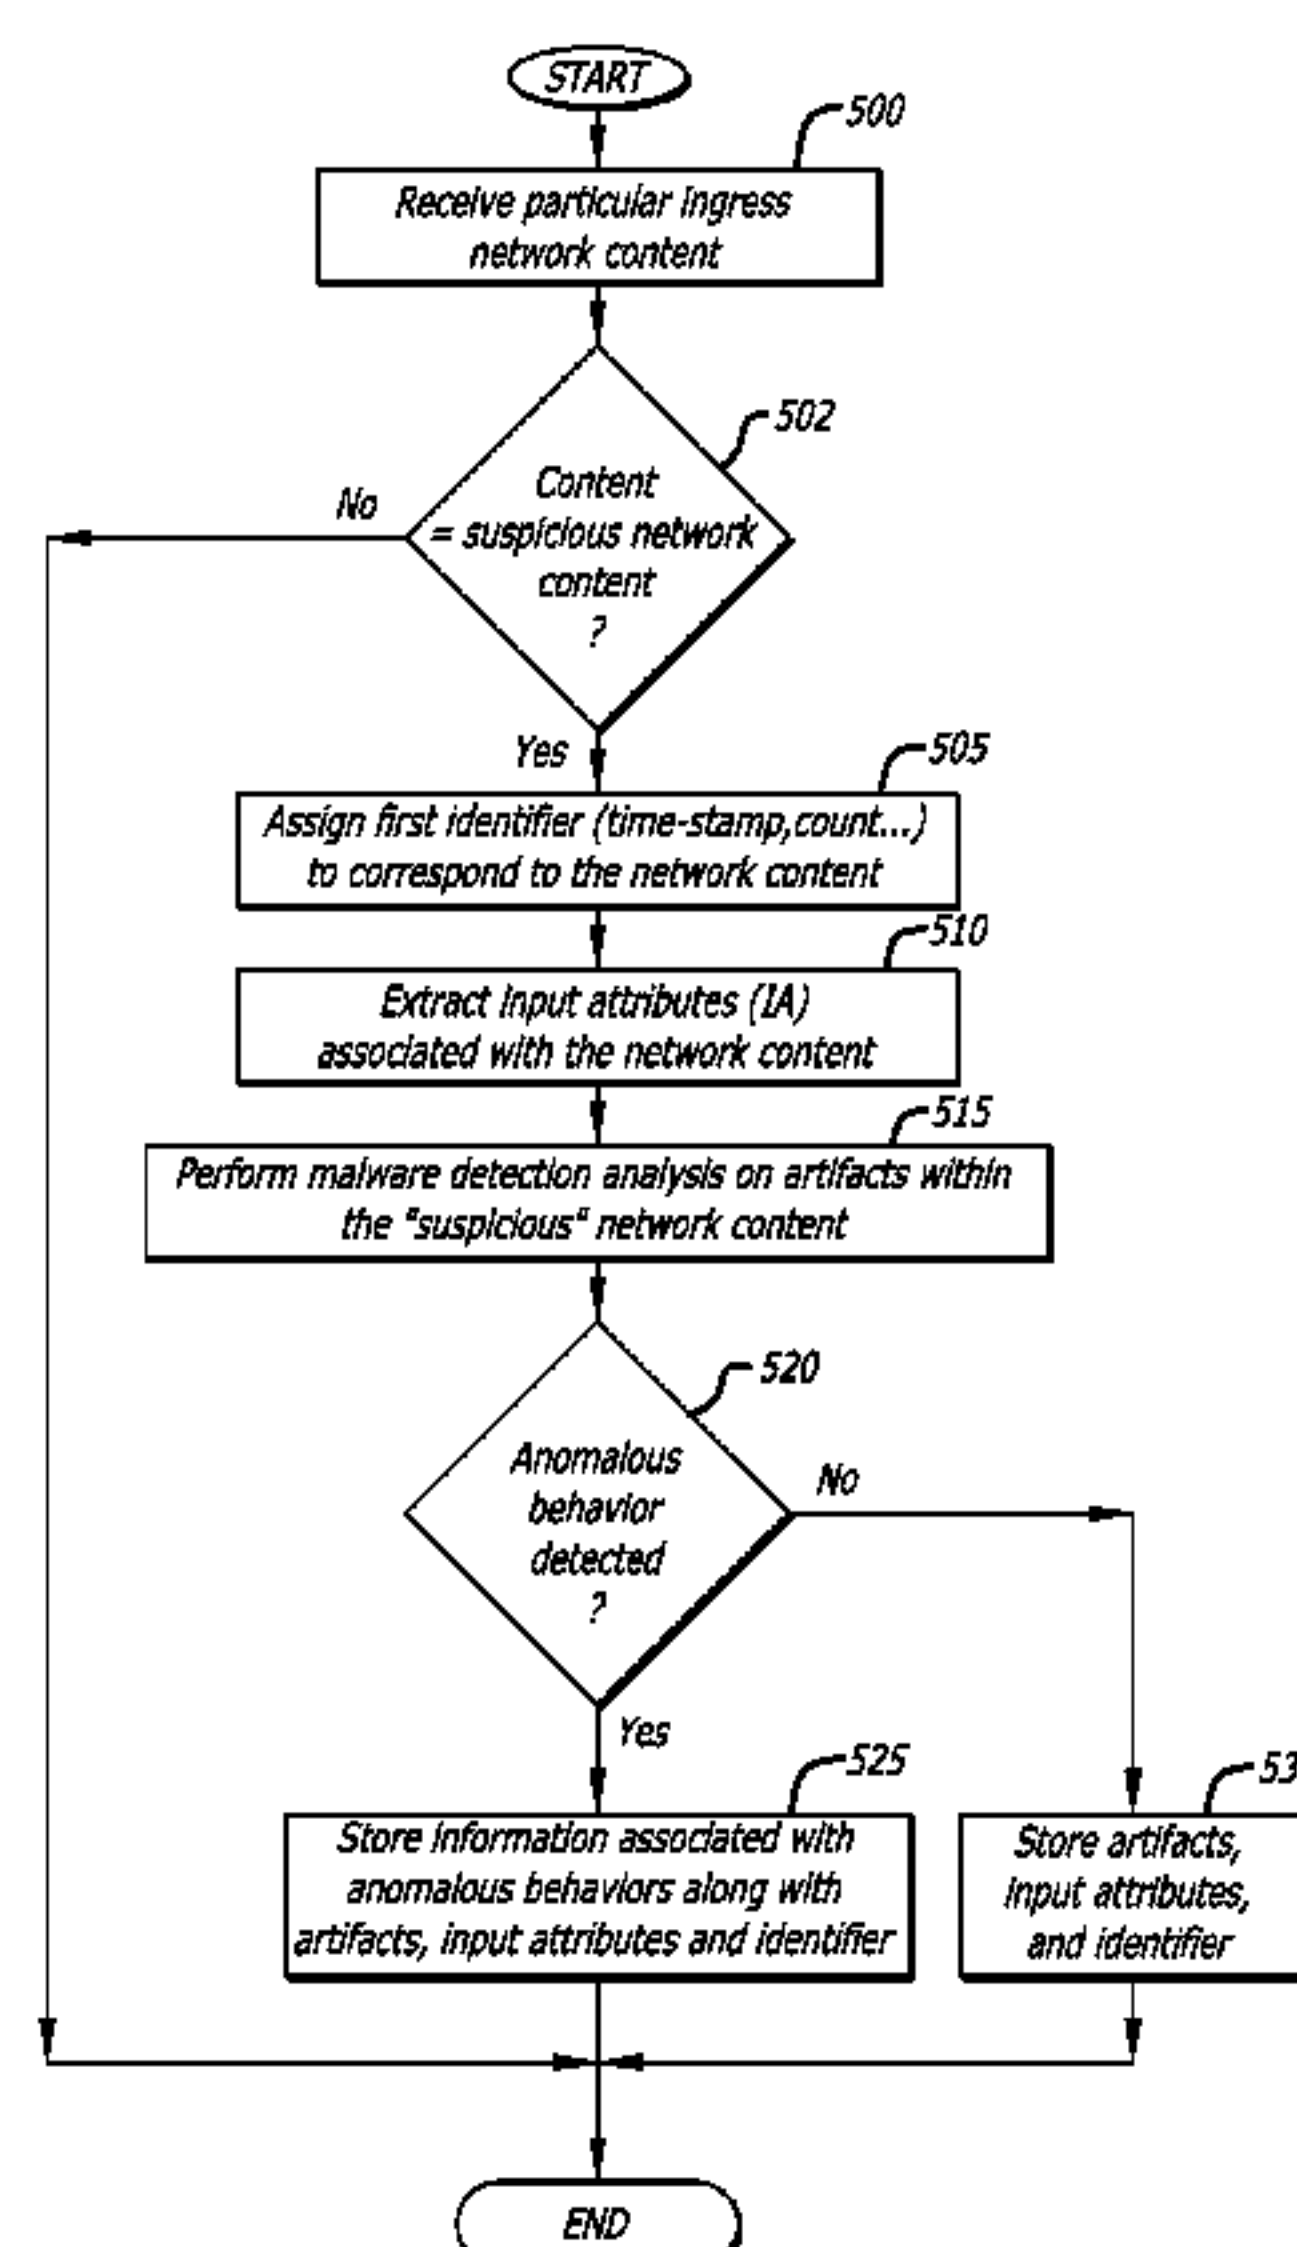 START
500
Receive particular ingress
network content
502
Content
= suspicious network
content
?
No
Yes
505
Assign first identifier (time-stamp,count...)
to correspond to the network content
510
Extract input attributes (IA)
associated with the network content
515
Perform malware detection analysis on artifacts within
the "suspicious" network content
520
Anomalous
behavior
detected
?
No
Yes
525
Store information associated with
anomalous behaviors along with
artifacts, input attributes and identifier
53
Store artifacts,
input attributes,
and identifier
END